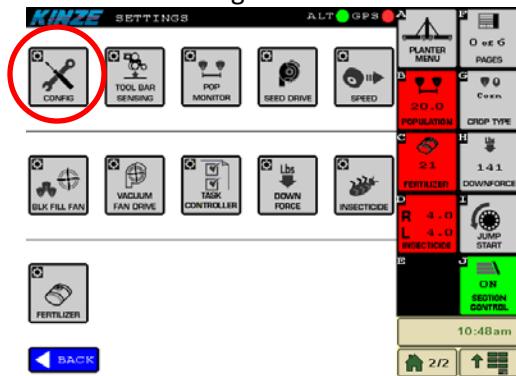 KINZE SETTINGS ALT GPS
CONFIG
TOOL BAR
SENSING
POP
MONITOR
SEED DRIVE
SPEED
BLK FILL FAN
VACUUM
FAN DRIVE
TASK
CONTROLLER
Lbs
DOWN
FORCE
INSECTICIDE
FERTILIZER
BACK
A
PLANTER
MENU
F
0 of 6
PAGES
B
20.0
POPULATION
G
Corn
CROP TYPE
C
21
FERTILIZER
H
Lbs
141
DOWNFORCE
D
R 4.0
L 4.0
INSECTICIDE
I
JUMP
START
E
J
ON
SECTION
CONTROL
10:48am
2/2